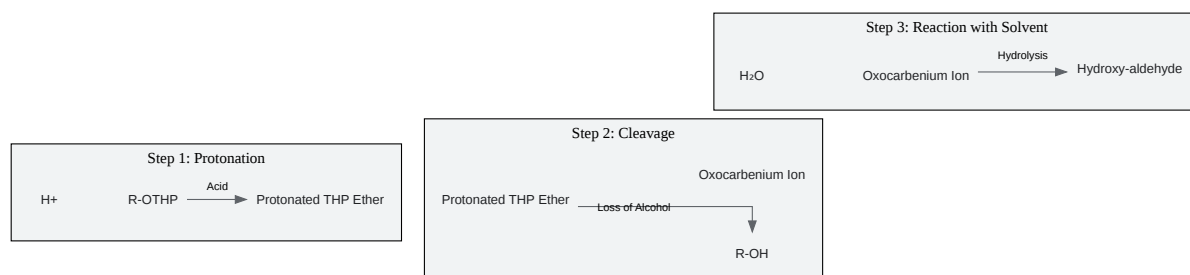 Step 1: Protonation
H+
R-OTHP
Acid
Protonated THP Ether
Step 2: Cleavage
Protonated THP Ether
Loss of Alcohol
Oxocarbenium Ion
R-OH
Step 3: Reaction with Solvent
H₂O
Oxocarbenium Ion
Hydrolysis
Hydroxy-aldehyde